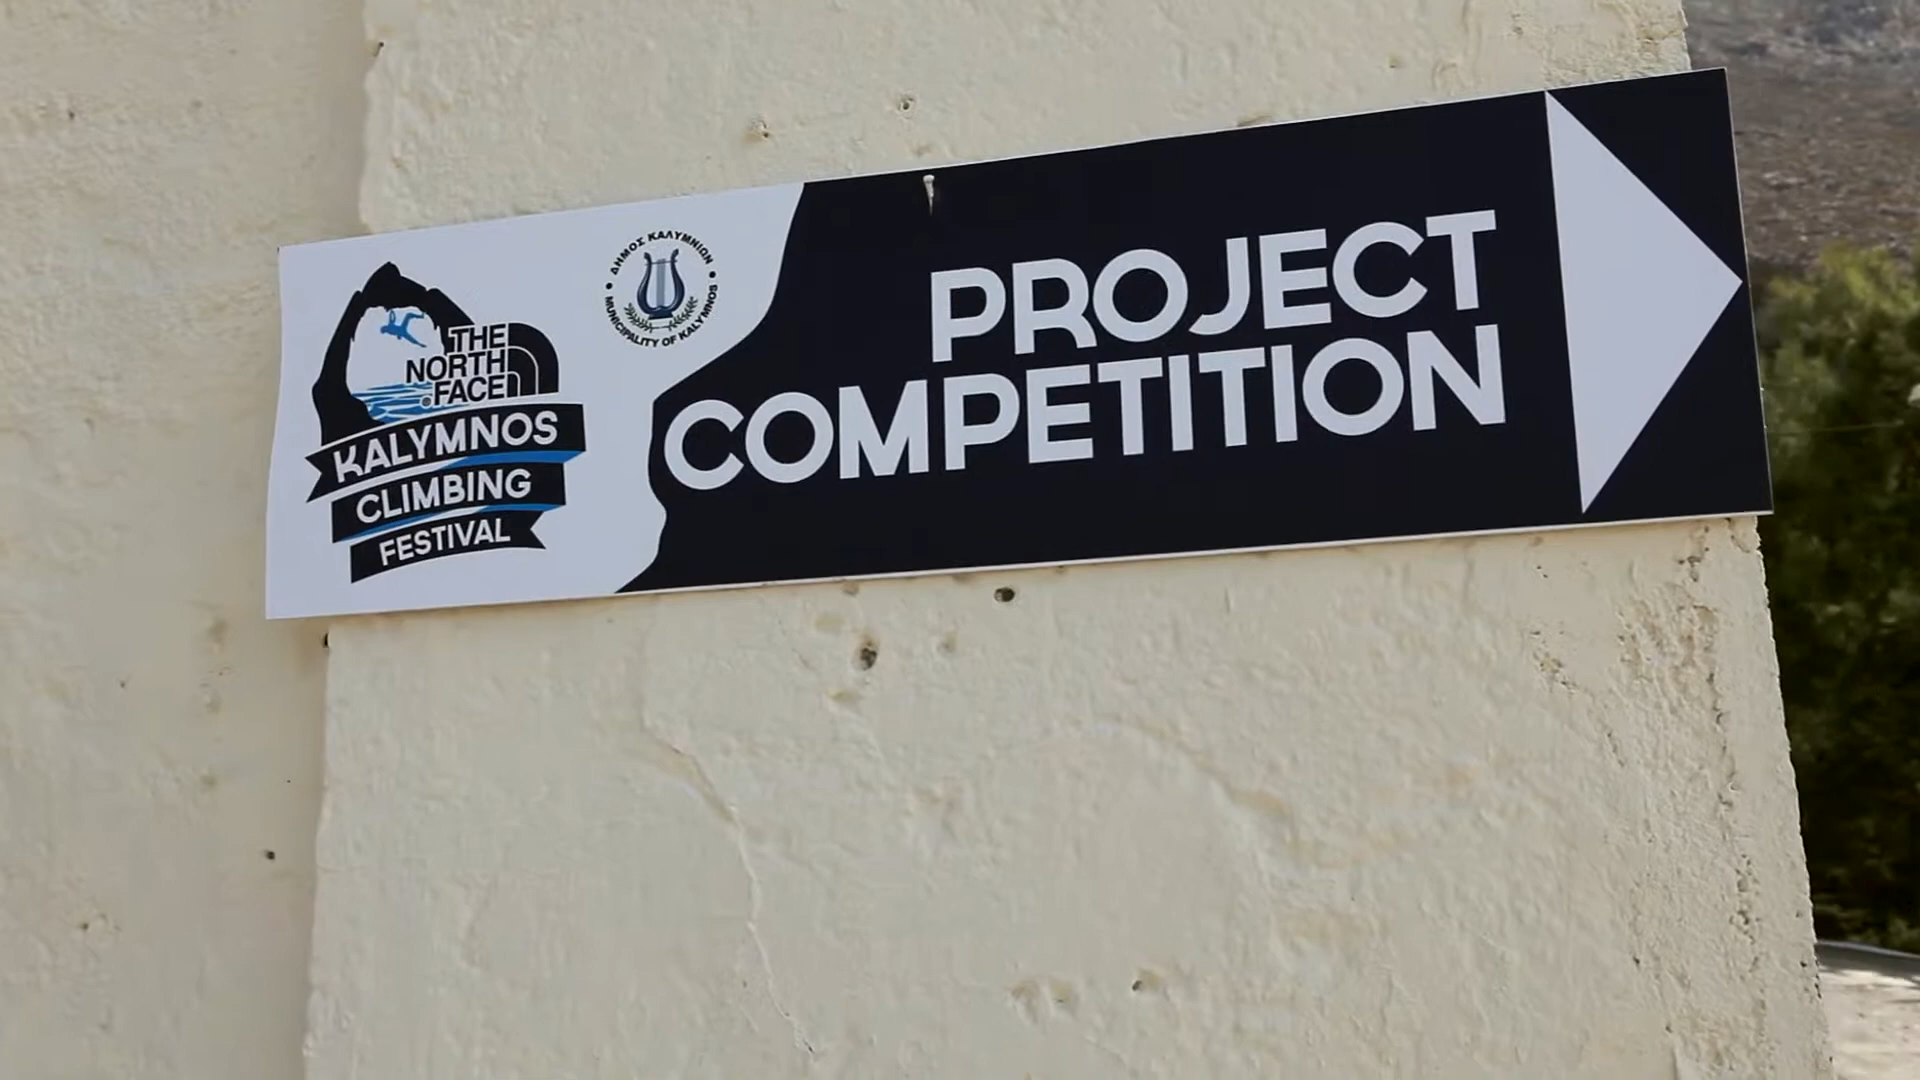 THE
NORTH
FACE
KALYMNOS
CLIMBING
FESTIVAL
ΔΗΜΟΣ ΚΑΛΥΜΝΙΩΝ
MUNICIPALITY OF KALYMNOS
PROJECT
COMPETITION